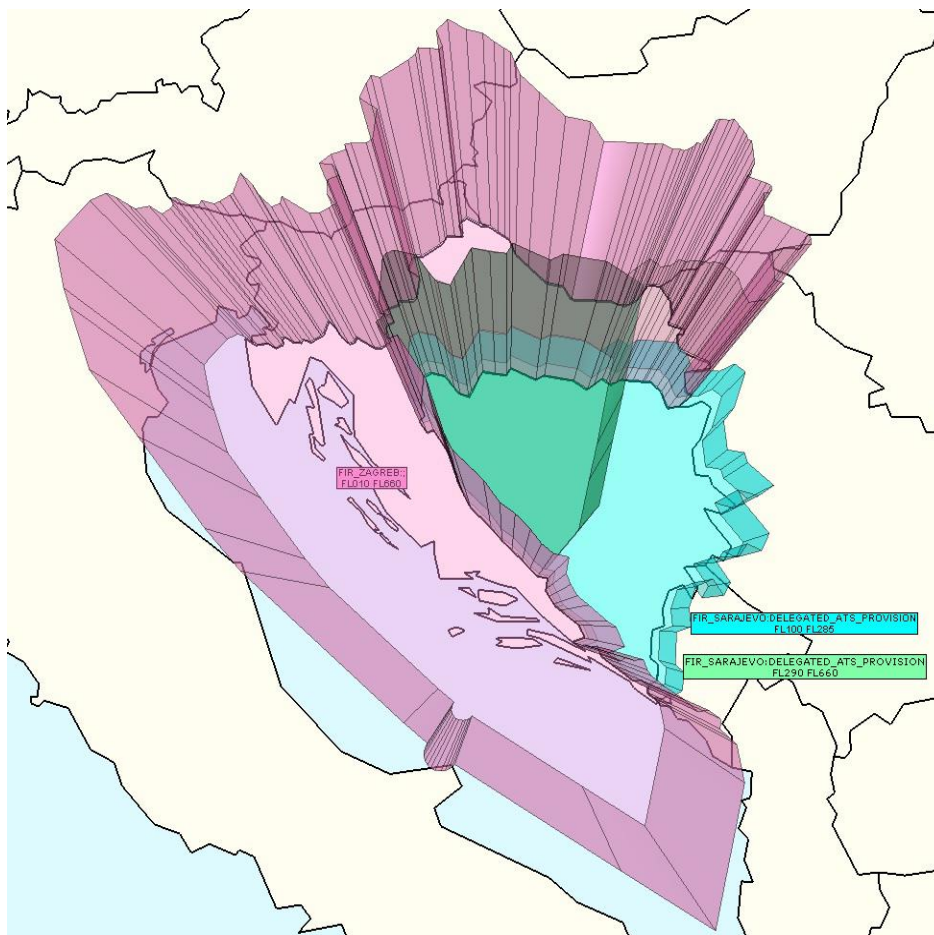 FIR_ZAGREB::
FL010 FL660
FIR_SARAJEVO:DELEGATED_ATS_PROVISION
FL100 FL285
FIR_SARAJEVO:DELEGATED_ATS_PROVISION
FL290 FL660